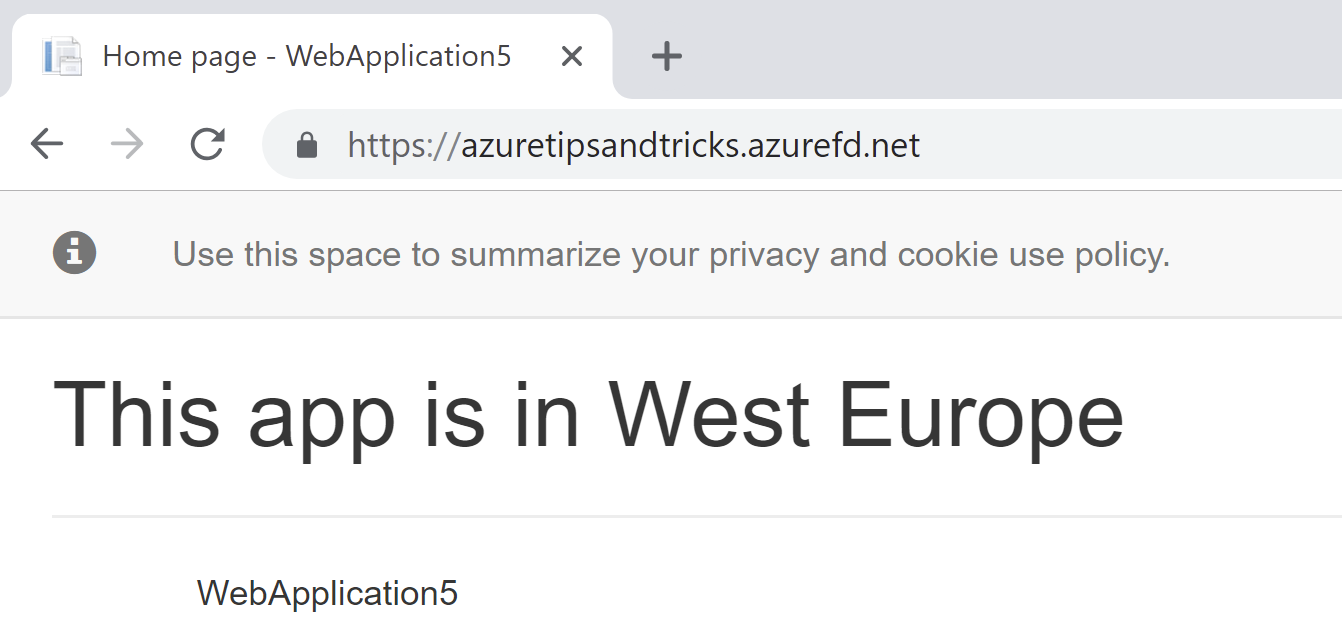 Home page - WebApplication5
https://azuretipsandtricks.azurefd.net
Use this space to summarize your privacy and cookie use policy.
This app is in West Europe
WebApplication5